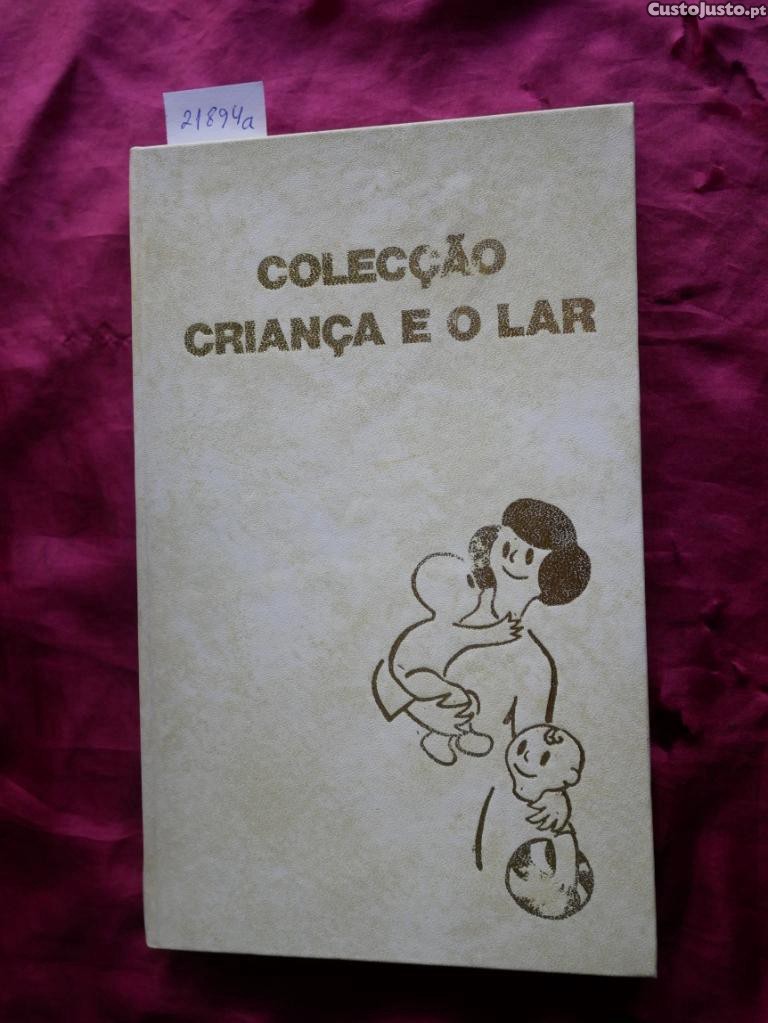 CustoJusto.pt
21894a
COLECÇÃO
CRIANÇA E O LAR